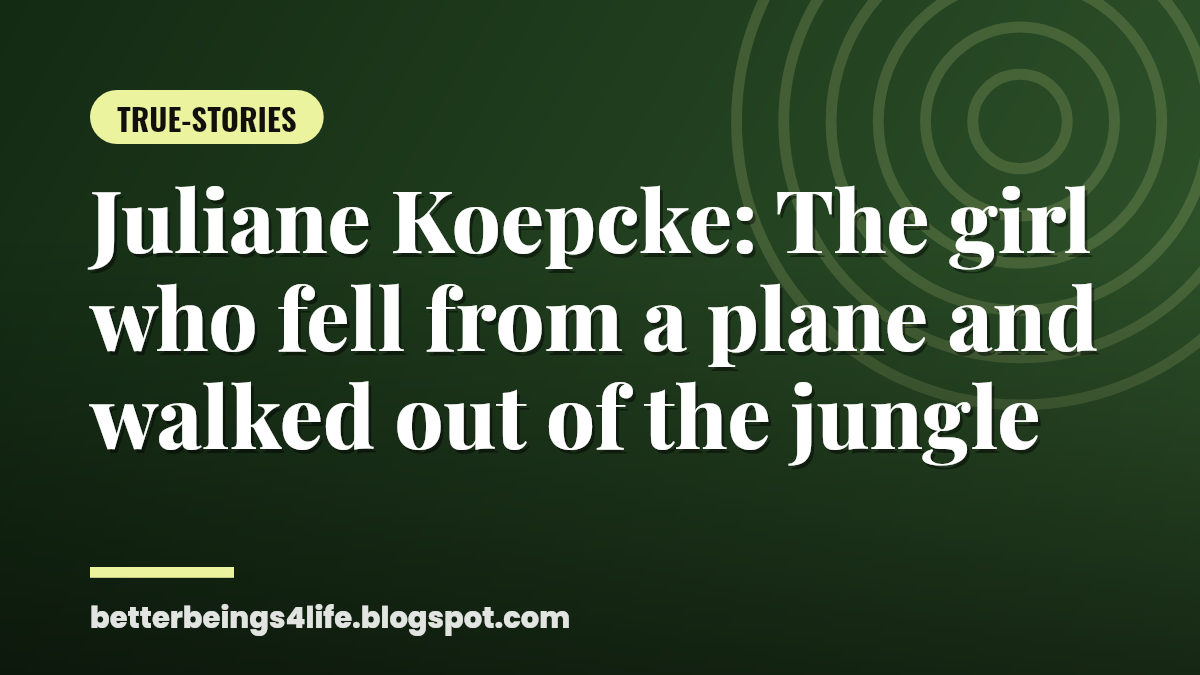 TRUE-STORIES
Juliane Koepcke: The girl
who fell from a plane and
walked out of the jungle
betterbeings4life.blogspot.com